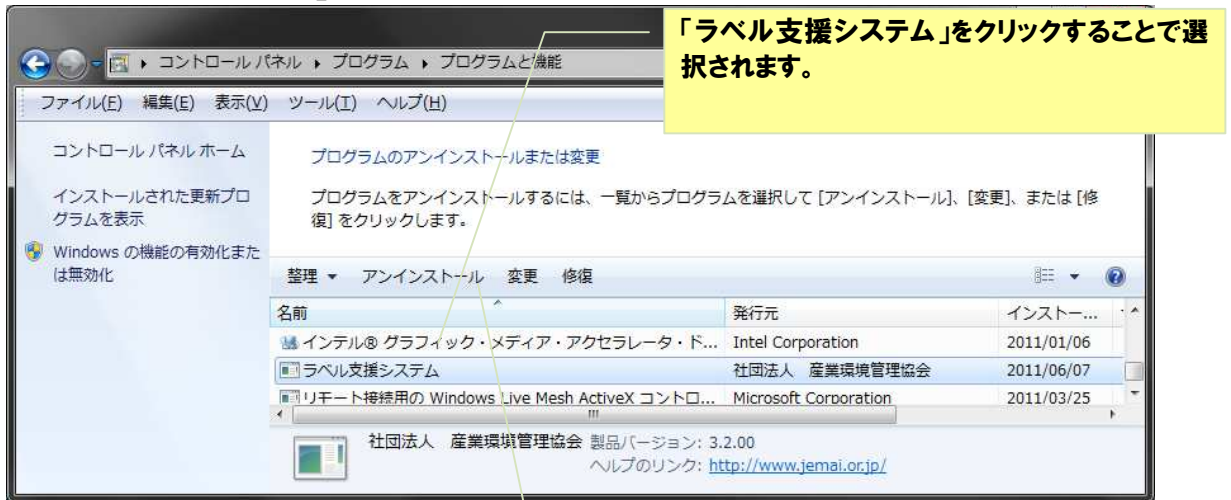 「ラベル支援システム」をクリックすることで選
択されます。
コントロール パネル ▸ プログラム ▸ プログラムと機能
ファイル(F) 編集(E) 表示(V) ツール(T) ヘルプ(H)
コントロール パネル ホーム
インストールされた更新プロ
グラムを表示
Windows の機能の有効化また
は無効化
プログラムのアンインストールまたは変更
プログラムをアンインストールするには、一覧からプログラムを選択して [アンインストール]、[変更]、または [修
復] をクリックします。
整理 ▼ アンインストール 変更 修復
名前 発行元 インストー...
インテル® グラフィック・メディア・アクセラレータ・ド... Intel Corporation 2011/01/06
ラベル支援システム 社団法人 産業環境管理協会 2011/06/07
リモート接続用の Windows Live Mesh ActiveX コントロ... Microsoft Corporation 2011/03/25
社団法人 産業環境管理協会 製品バージョン: 3.2.00
ヘルプのリンク: http://www.jemai.or.jp/